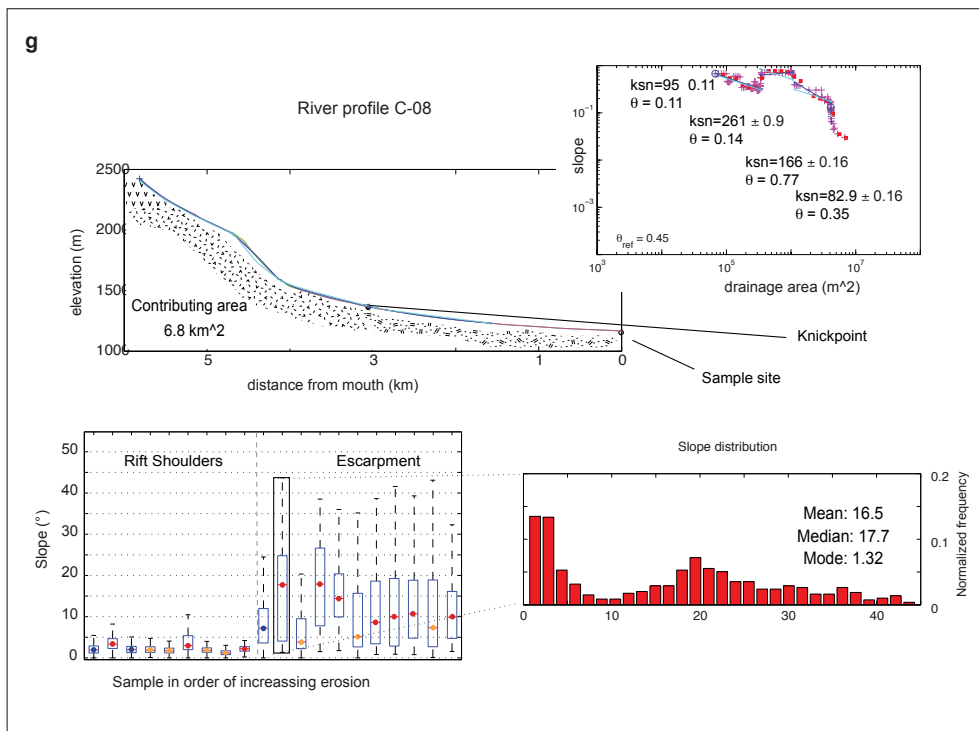 g
River profile C-08
2500
2000
1500
1000
elevation (m)
Contributing area
6.8 km^2
5
3
1
0
distance from mouth (km)
Knickpoint
Sample site
ksn=95 0.11
θ = 0.11
ksn=261 ± 0.9
θ = 0.14
ksn=166 ± 0.16
θ = 0.77
ksn=82.9 ± 0.16
θ = 0.35
θref = 0.45
slope
10^-1
10^-3
10^3
10^5
10^7
drainage area (m^2)
Rift Shoulders
Escarpment
50
45
40
30
20
10
0
Slope (°)
Sample in order of increassing erosion
Slope distribution
Mean: 16.5
Median: 17.7
Mode: 1.32
0.2
0.1
0
Normalized frequency
0
10
20
30
40